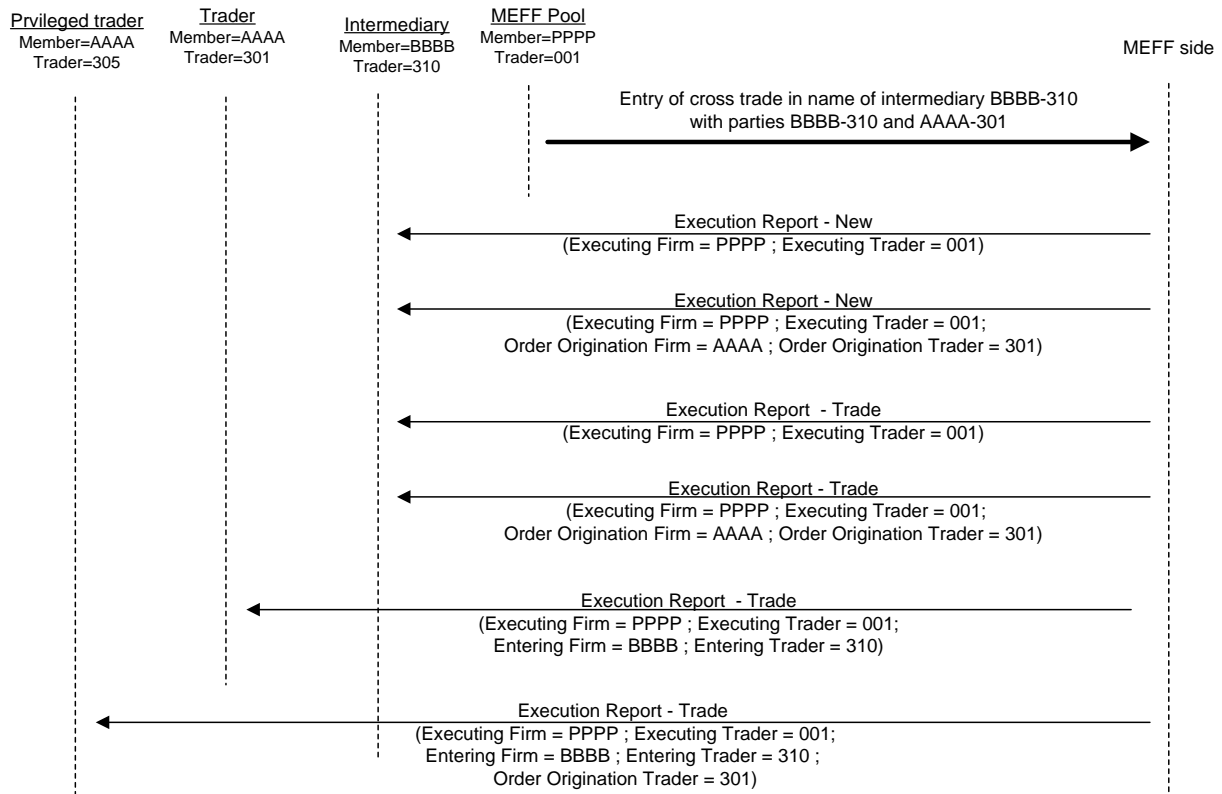 Prvileged trader
Member=AAAA
Trader=305
Trader
Member=AAAA
Trader=301
Intermediary
Member=BBBB
Trader=310
MEFF Pool
Member=PPPP
Trader=001
MEFF side
Entry of cross trade in name of intermediary BBBB-310
with parties BBBB-310 and AAAA-301
Execution Report - New
(Executing Firm = PPPP ; Executing Trader = 001)
Execution Report - New
(Executing Firm = PPPP ; Executing Trader = 001;
Order Origination Firm = AAAA ; Order Origination Trader = 301)
Execution Report - Trade
(Executing Firm = PPPP ; Executing Trader = 001)
Execution Report - Trade
(Executing Firm = PPPP ; Executing Trader = 001;
Order Origination Firm = AAAA ; Order Origination Trader = 301)
Execution Report - Trade
(Executing Firm = PPPP ; Executing Trader = 001;
Entering Firm = BBBB ; Entering Trader = 310)
Execution Report - Trade
(Executing Firm = PPPP ; Executing Trader = 001;
Entering Firm = BBBB ; Entering Trader = 310 ;
Order Origination Trader = 301)